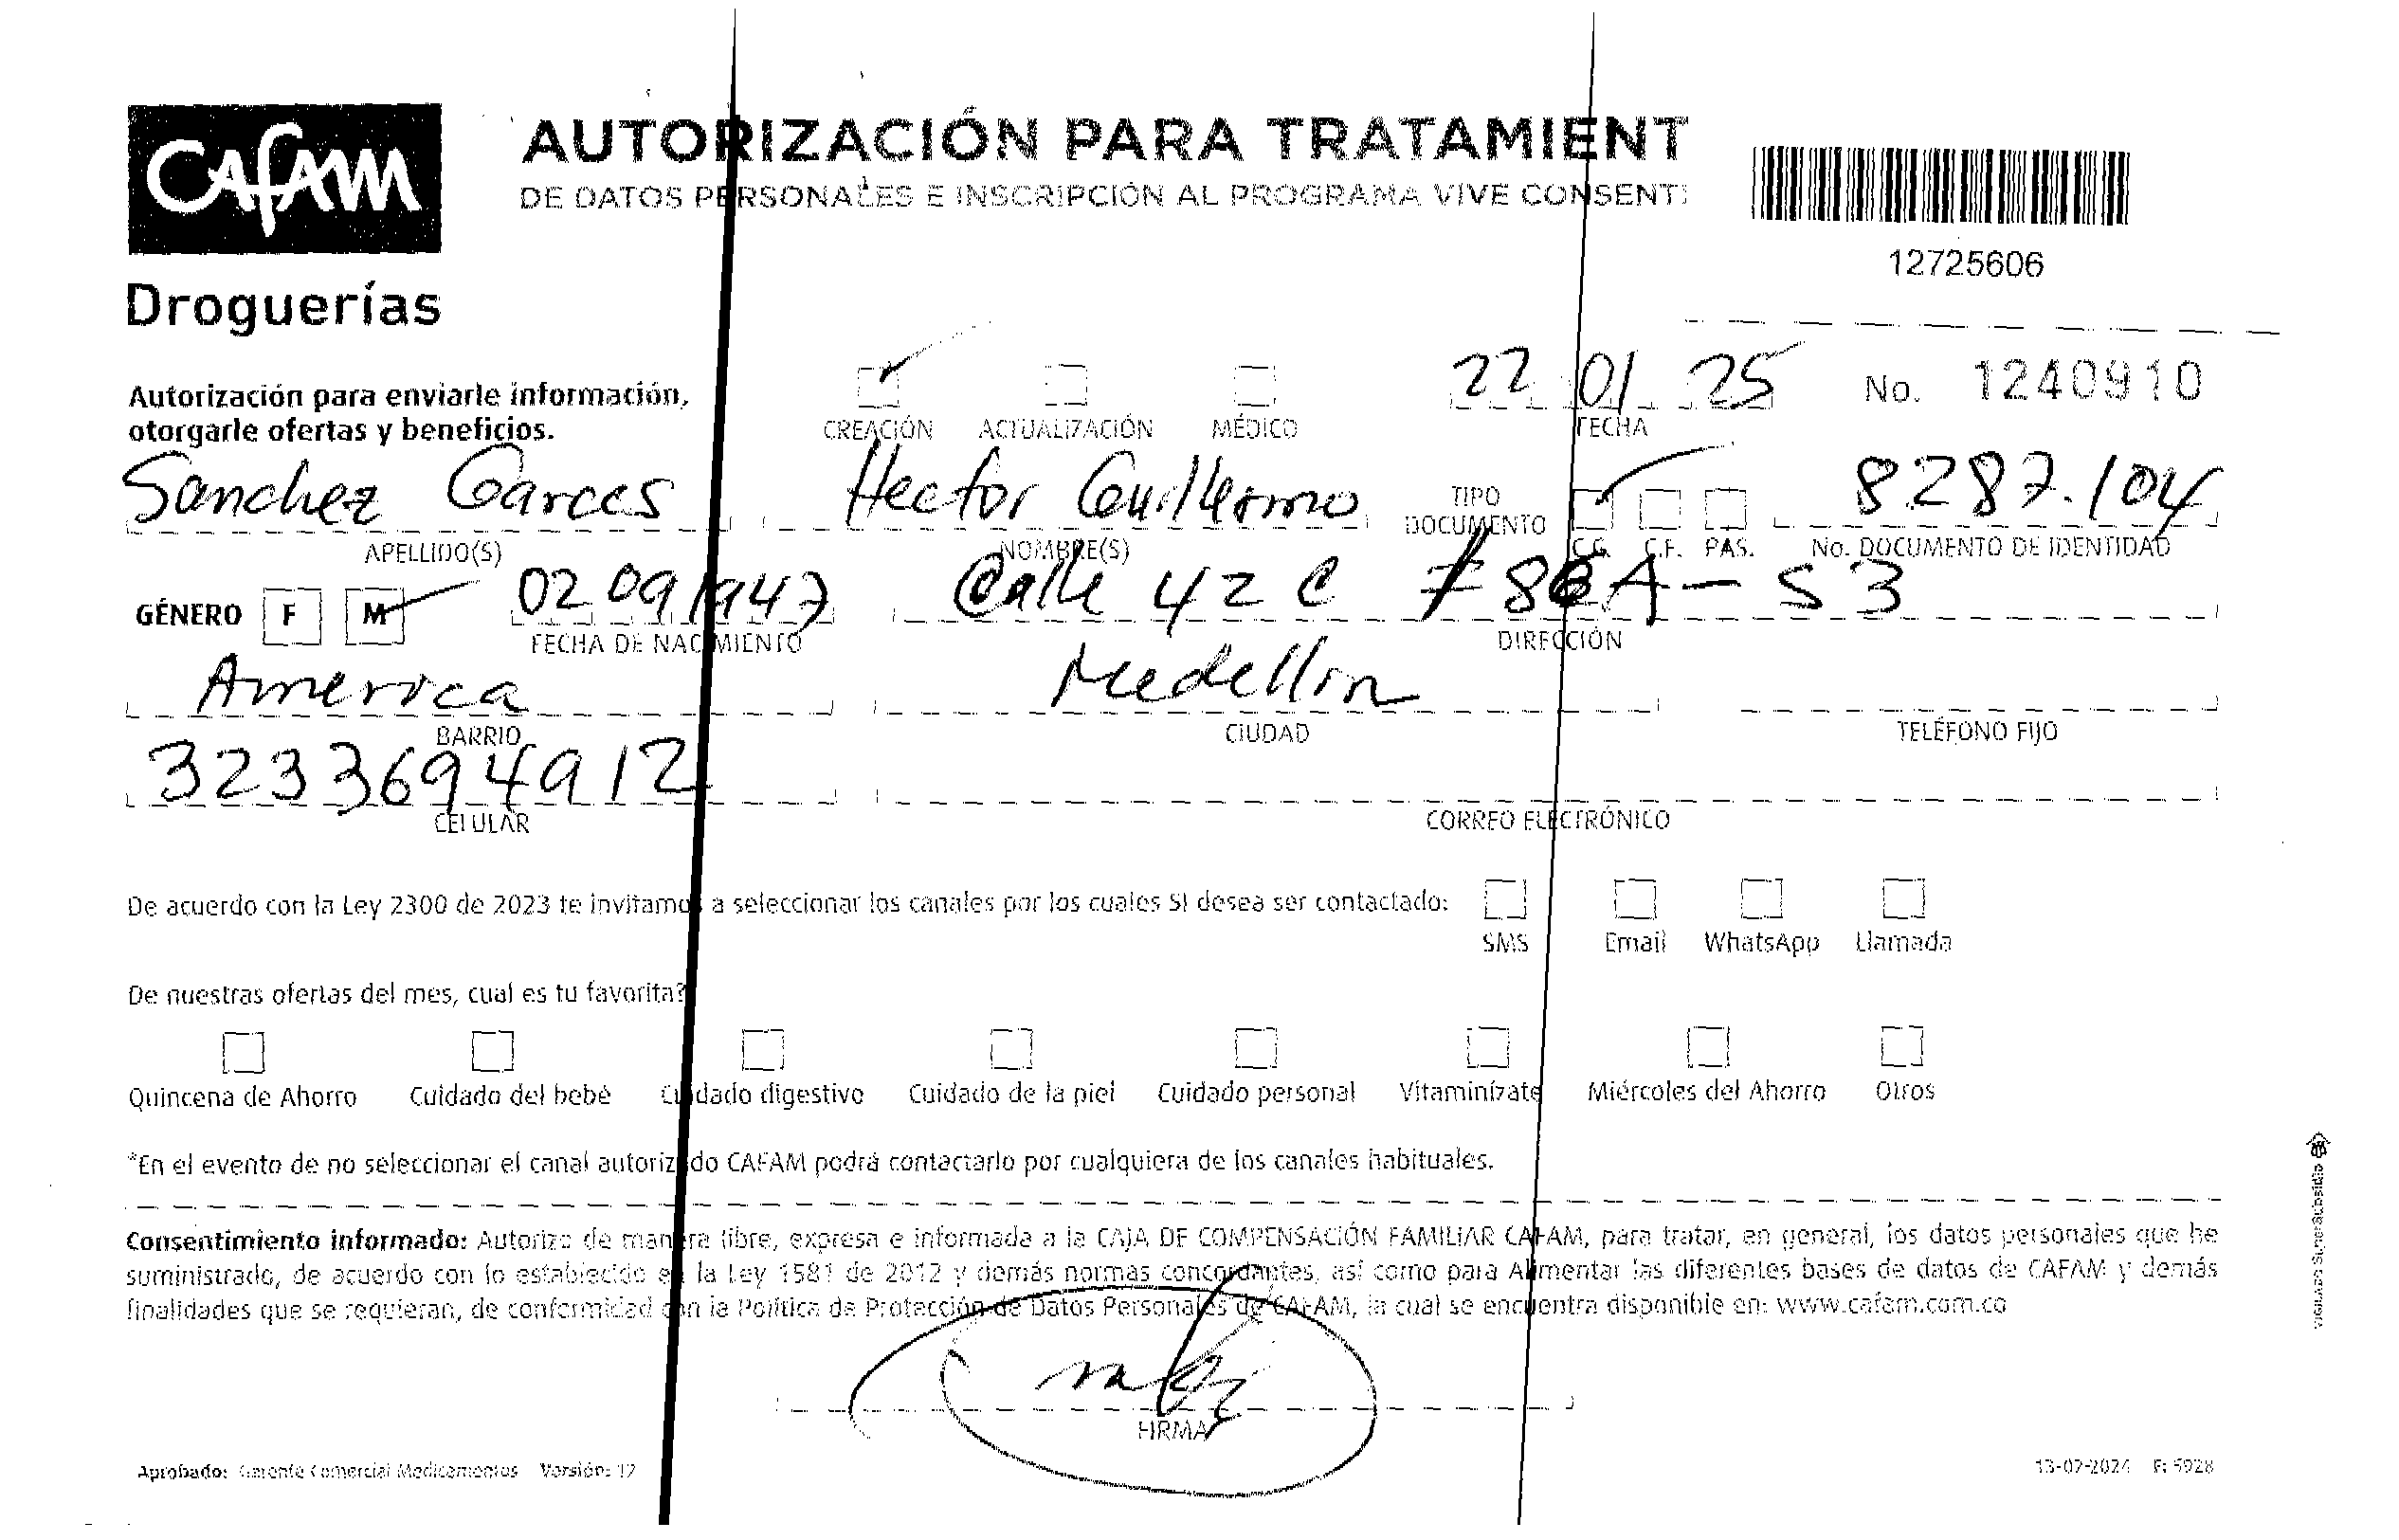 CAFAM
Droguerías
AUTORIZACIÓN PARA TRATAMIENT
DE DATOS PERSONALES E INSCRIPCIÓN AL PROGRAMA VIVE CONSENTI
12725606
Autorización para enviarle información,
otorgarle ofertas y beneficios.
CREACIÓN ACTUALIZACIÓN MÉDICO
22 01 25
FECHA
No. 1240910
Sanchez Garces Hector Guillermo
APELLIDO(S) NOMBRE(S)
TIPO
DOCUMENTO
C.C. C.E. PAS.
8287.104
No. DOCUMENTO DE IDENTIDAD
GÉNERO F M 02 09 1947 Calle 42 C # 86A - 53
FECHA DE NACIMIENTO DIRECCIÓN
America Medellin
BARRIO CIUDAD TELÉFONO FIJO
3233694912
CELULAR CORREO ELECTRÓNICO
De acuerdo con la Ley 2300 de 2023 te invitamos a seleccionar los canales por los cuales SI desea ser contactado:
SMS Email WhatsApp Llamada
De nuestras ofertas del mes, cual es tu favorita?
Quincena de Ahorro Cuidado del bebé Cuidado digestivo Cuidado de la piel Cuidado personal Vitaminízate Miércoles del Ahorro Otros
*En el evento de no seleccionar el canal autorizado CAFAM podrá contactarlo por cualquiera de los canales habituales.
Consentimiento informado: Autorizo de manera libre, expresa e informada a la CAJA DE COMPENSACIÓN FAMILIAR CAFAM, para tratar, en general, los datos personales que he
suministrado, de acuerdo con lo establecido en la Ley 1581 de 2012 y demás normas concordantes, así como para Alimentar las diferentes bases de datos de CAFAM y demás
finalidades que se requieran, de conformidad con la Política de Protección de Datos Personales de CAFAM, la cual se encuentra disponible en: www.cafam.com.co
FIRMA
Aprobado: Gerente Comercial Medicamentos Versión: 12
13-02-2024 F: 5928
VIGILADO SuperSubsidio